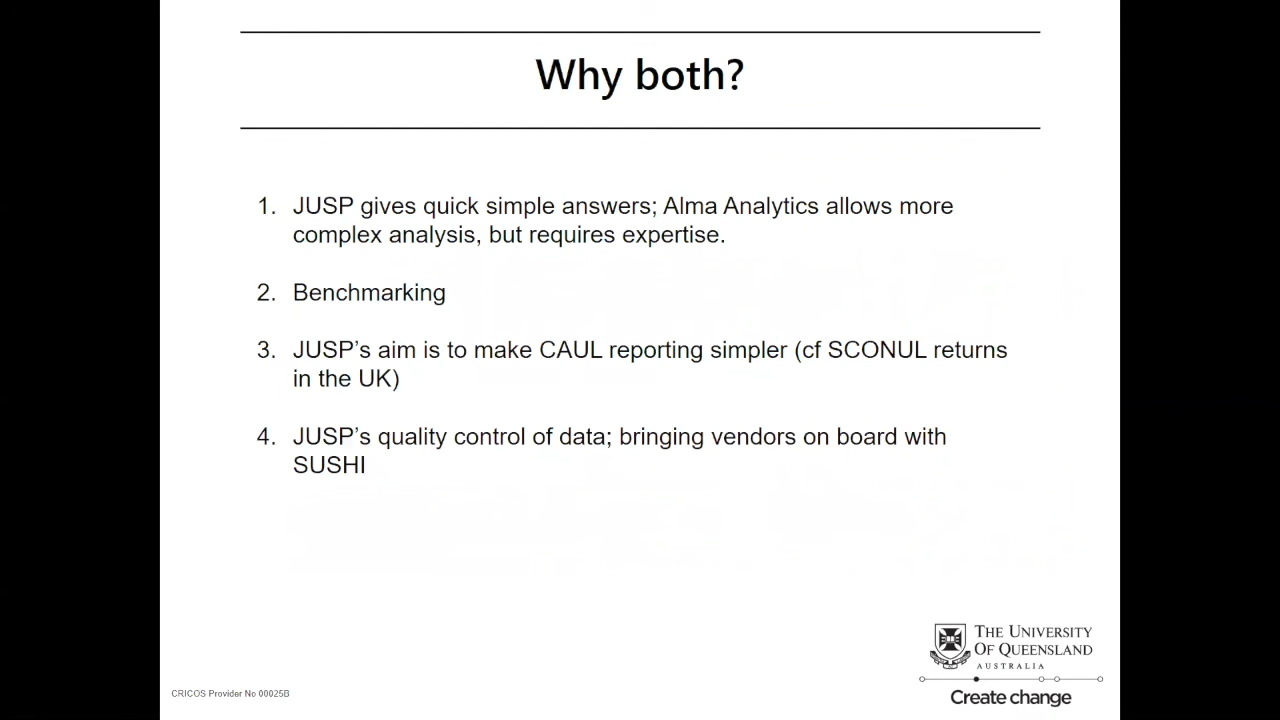 Why both?
1. JUSP gives quick simple answers; Alma Analytics allows more
complex analysis, but requires expertise.
2. Benchmarking
3. JUSP’s aim is to make CAUL reporting simpler (cf SCONUL returns
in the UK)
4. JUSP’s quality control of data; bringing vendors on board with
SUSHI
THE UNIVERSITY
OF QUEENSLAND
AUSTRALIA
Create change
CRICOS Provider No 00025B